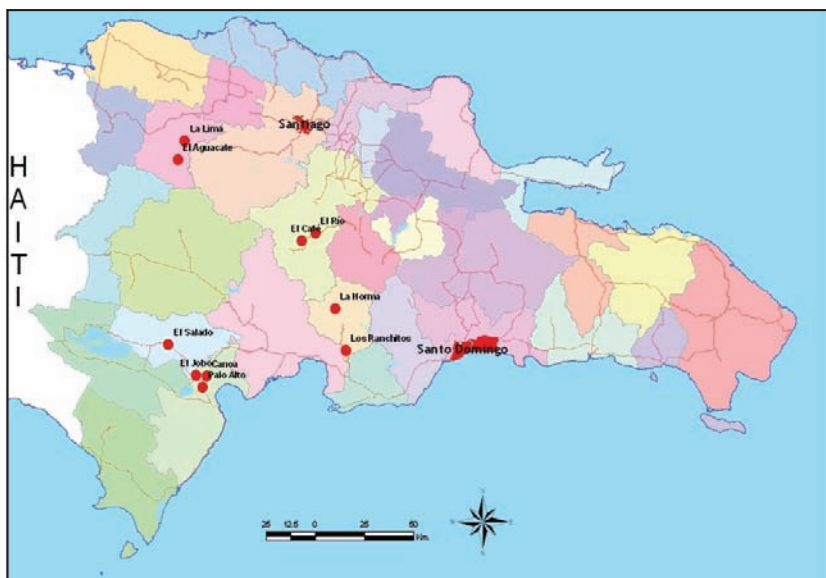 La Lima
Santiago
El Aguacate
HAITI
El Río
El Café
La Horma
El Salado
Los Ranchitos
Santo Domingo
El Jobo
Canoa
Palo Alto
25 12,5 0 25 50
Km.